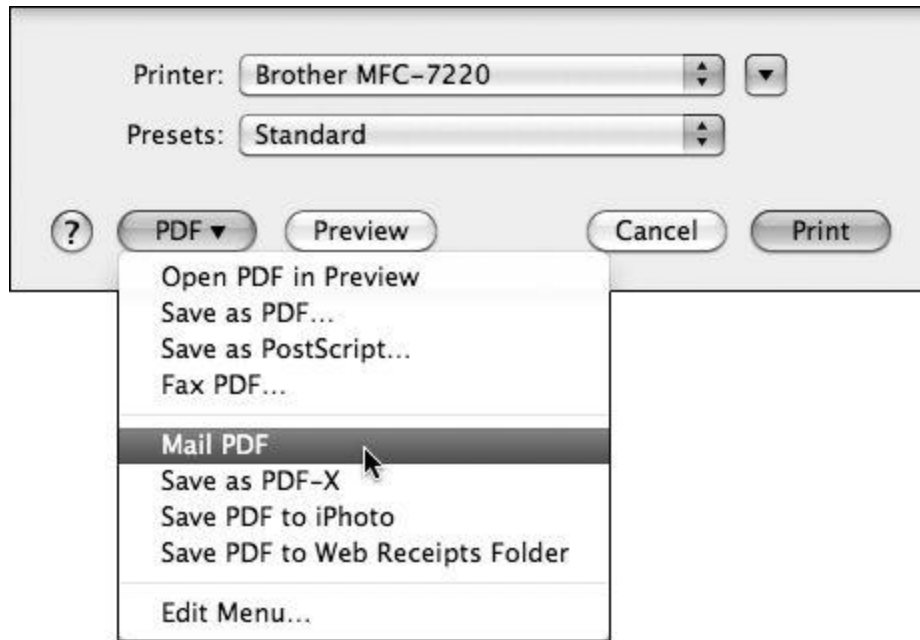 Printer: Brother MFC-7220
Presets: Standard
? PDF ▼ Preview Cancel Print
Open PDF in Preview
Save as PDF...
Save as PostScript...
Fax PDF...
Mail PDF
Save as PDF-X
Save PDF to iPhoto
Save PDF to Web Receipts Folder
Edit Menu...